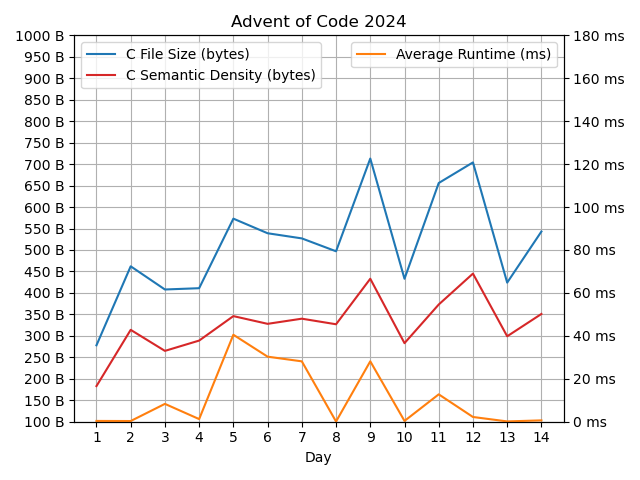 Advent of Code 2024
C File Size (bytes)
C Semantic Density (bytes)
Average Runtime (ms)
1000 B
950 B
900 B
850 B
800 B
750 B
700 B
650 B
600 B
550 B
500 B
450 B
400 B
350 B
300 B
250 B
200 B
150 B
100 B
180 ms
160 ms
140 ms
120 ms
100 ms
80 ms
60 ms
40 ms
20 ms
0 ms
1 2 3 4 5 6 7 8 9 10 11 12 13 14
Day